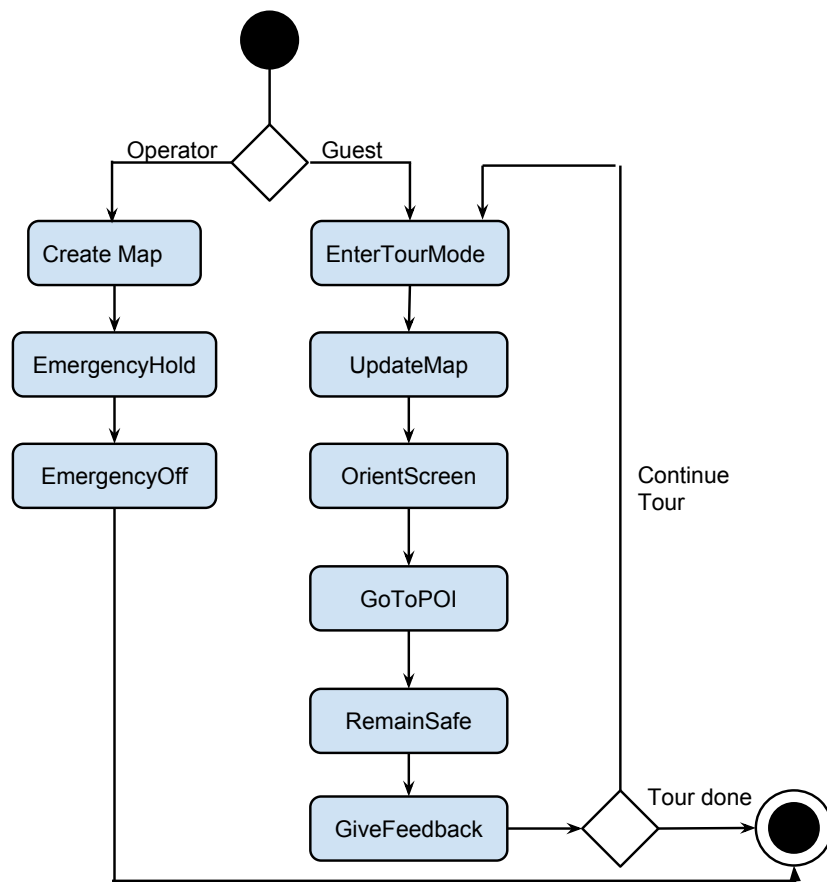 Operator
Guest
Create Map
EnterTourMode
EmergencyHold
UpdateMap
EmergencyOff
OrientScreen
Continue
Tour
GoToPOI
RemainSafe
GiveFeedback
Tour done